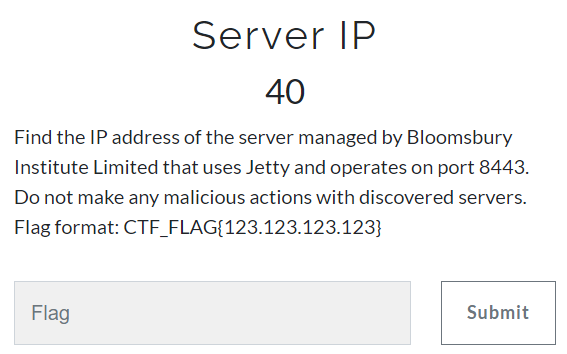 Server IP
40
Find the IP address of the server managed by Bloomsbury
Institute Limited that uses Jetty and operates on port 8443.
Do not make any malicious actions with discovered servers.
Flag format: CTF_FLAG{123.123.123.123}
Flag
Submit